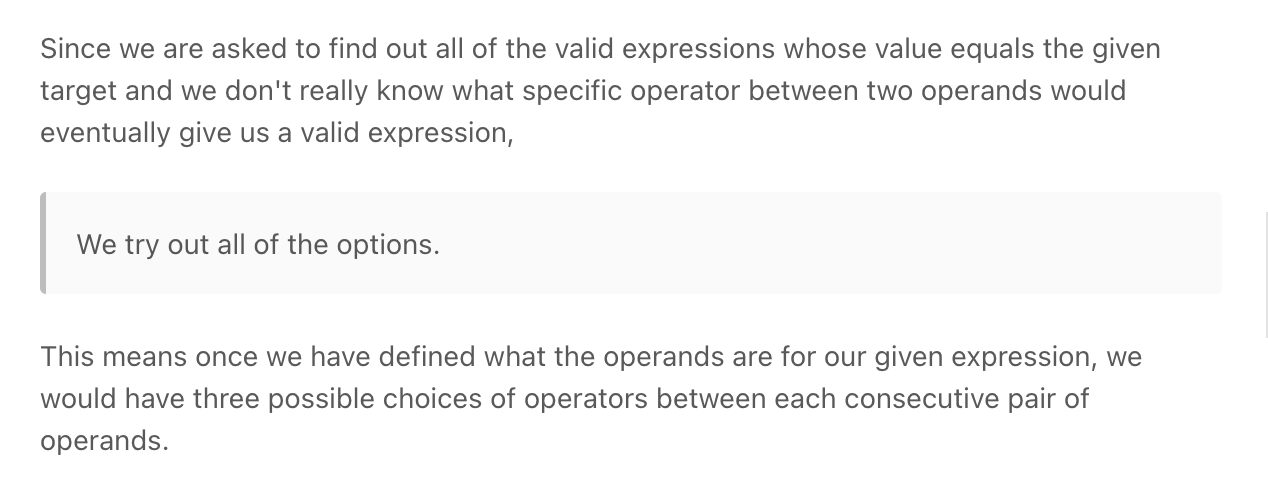 Since we are asked to find out all of the valid expressions whose value equals the given
target and we don't really know what specific operator between two operands would
eventually give us a valid expression,
We try out all of the options.
This means once we have defined what the operands are for our given expression, we
would have three possible choices of operators between each consecutive pair of
operands.